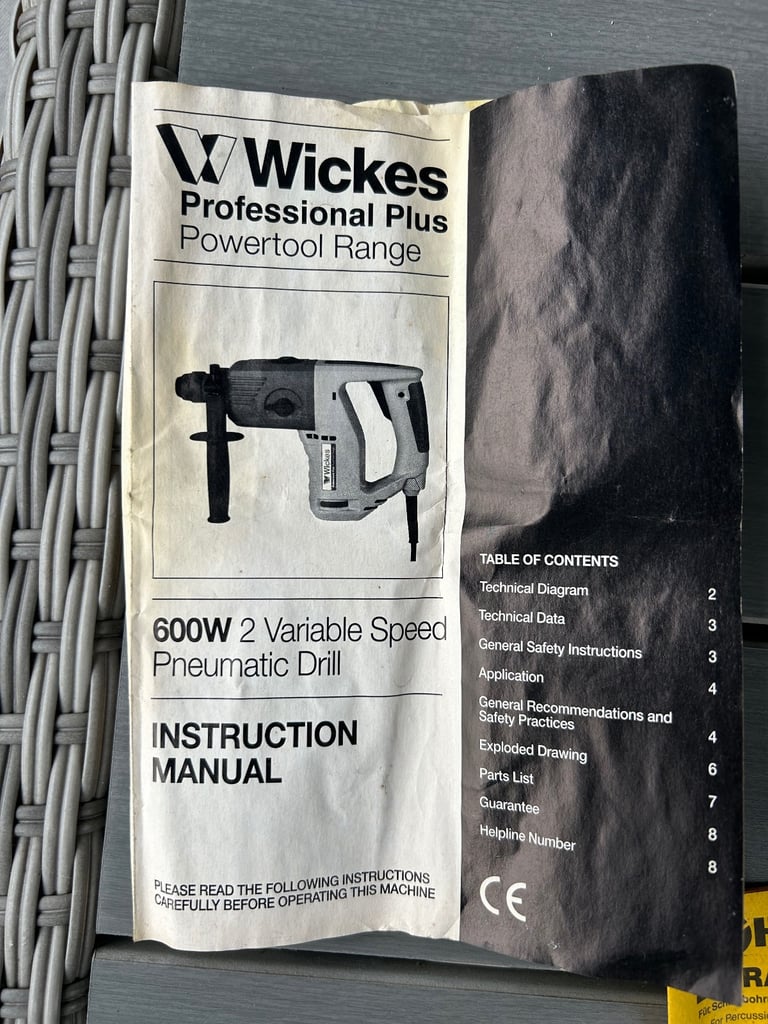 Wickes
Professional Plus
Powertool Range
Wickes
600W 2 Variable Speed
Pneumatic Drill
INSTRUCTION
MANUAL
PLEASE READ THE FOLLOWING INSTRUCTIONS
CAREFULLY BEFORE OPERATING THIS MACHINE
TABLE OF CONTENTS
Technical Diagram 2
Technical Data 3
General Safety Instructions 3
Application 4
General Recommendations and
Safety Practices 4
Exploded Drawing 6
Parts List 7
Guarantee 8
Helpline Number 8
CE
Für
For